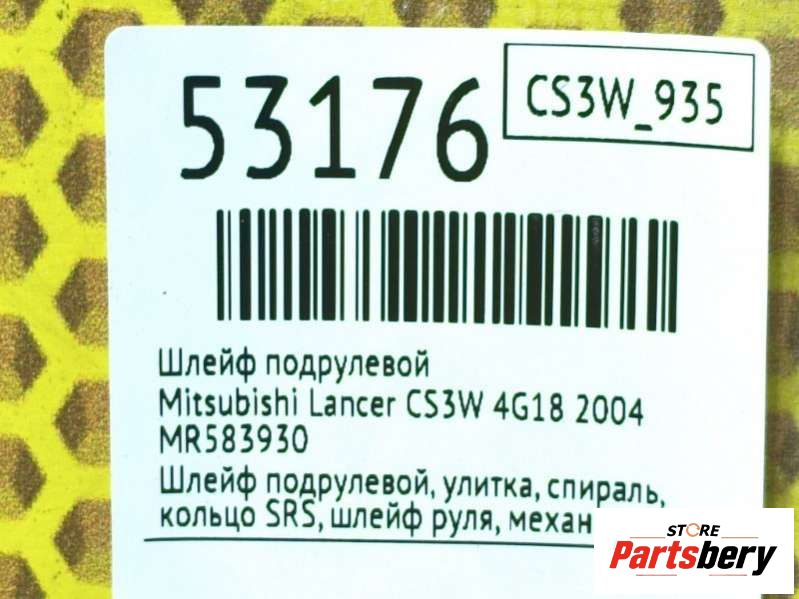 53176
CS3W_935
Шлейф подрулевой
Mitsubishi Lancer CS3W 4G18 2004
MR583930
Шлейф подрулевой, улитка, спираль,
кольцо SRS, шлейф руля, механ
STORE
Partsbery